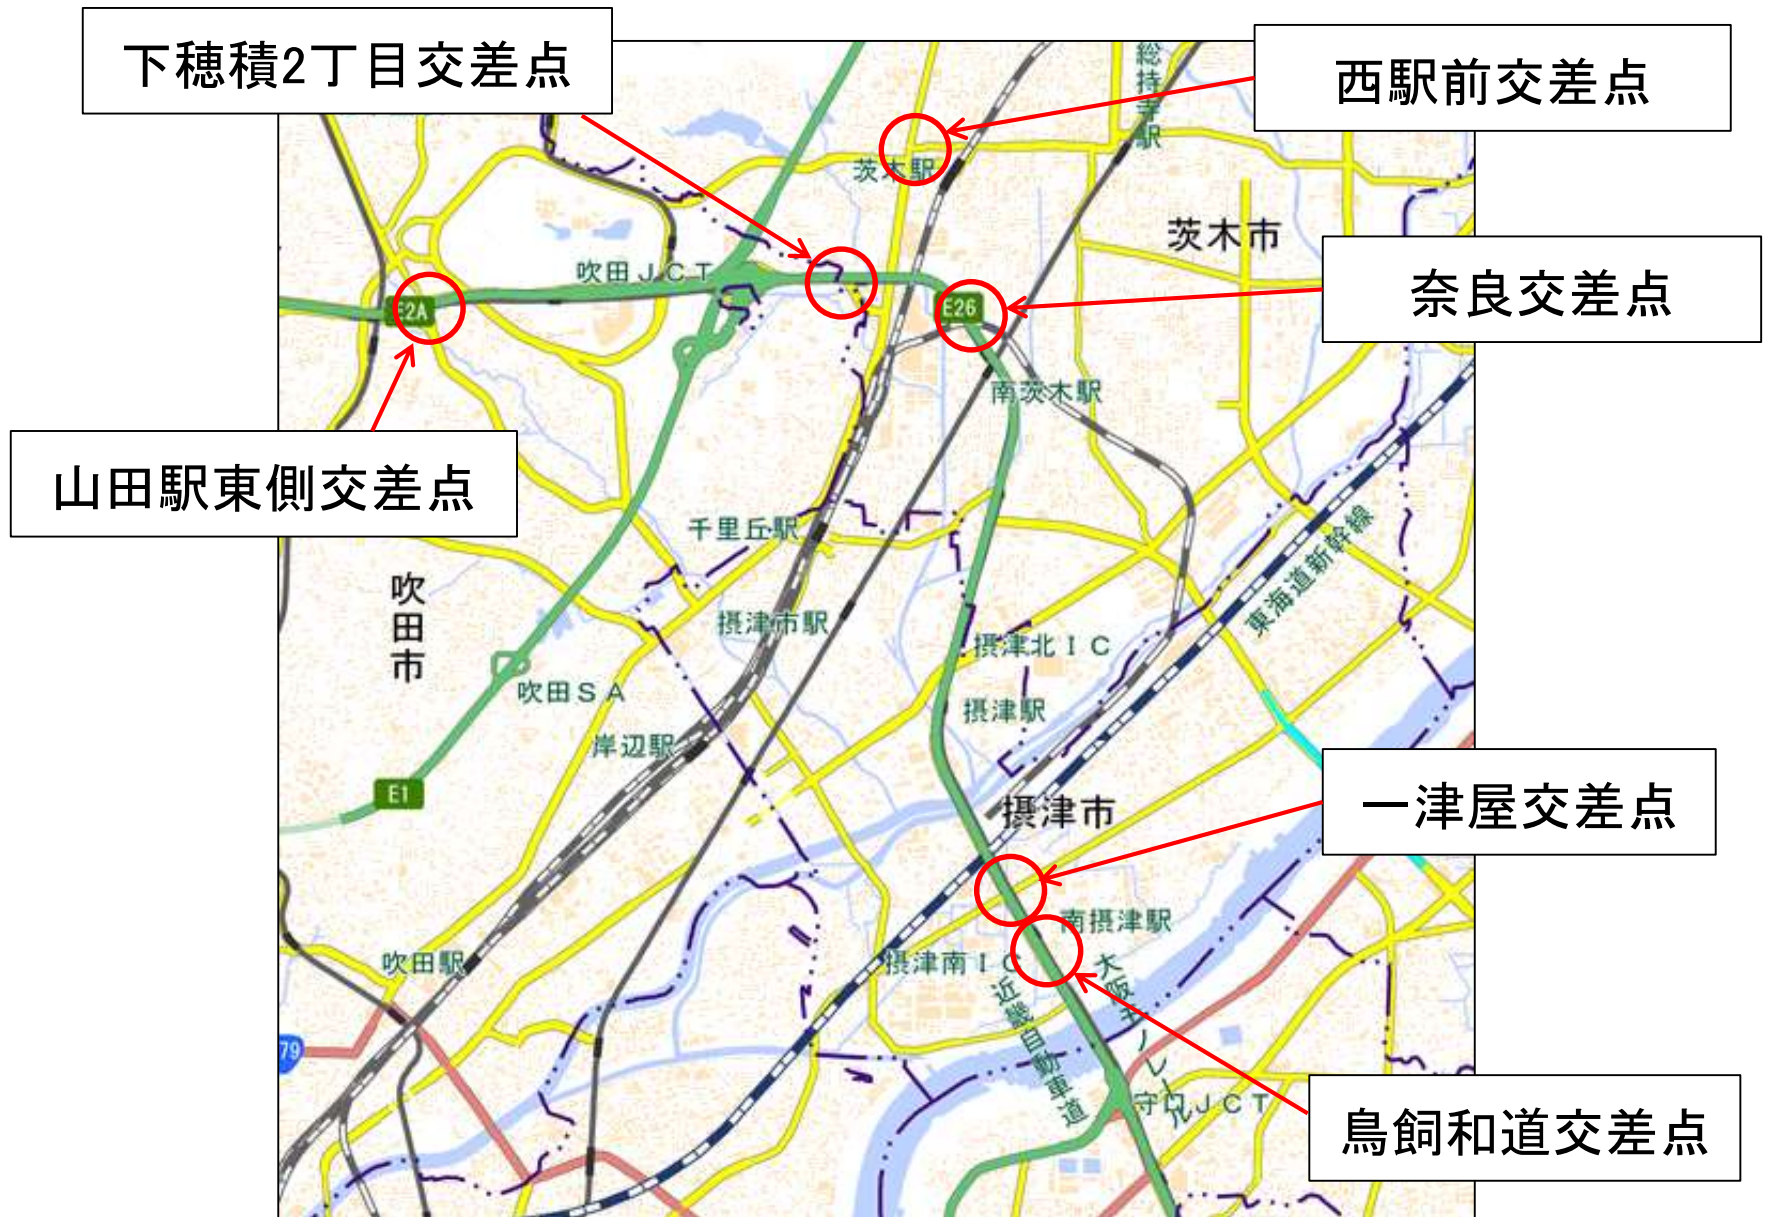 下穂積2丁目交差点
西駅前交差点
総持寺駅
茨木駅
茨木市
奈良交差点
吹田JCT
E2A
E26
南茨木駅
山田駅東側交差点
千里丘駅
東海道新幹線
吹田市
摂津市駅
摂津北IC
吹田SA
摂津駅
岸辺駅
E1
摂津市
一津屋交差点
南摂津駅
吹田駅
摂津南IC
近畿自動車道
大阪モノレール
79
守口JCT
鳥飼和道交差点